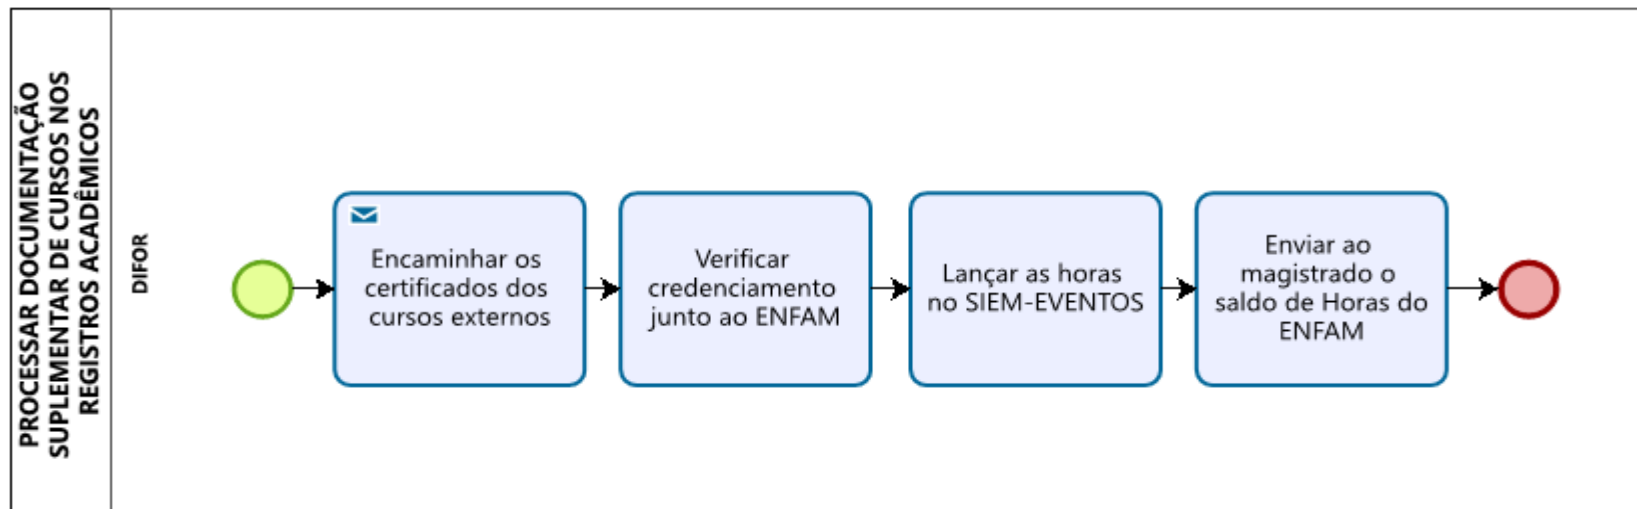 PROCESSAR DOCUMENTAÇÃO
SUPLEMENTAR DE CURSOS NOS
REGISTROS ACADÊMICOS
DIFOR
Encaminhar os
certificados dos
cursos externos
Verificar
credenciamento
junto ao ENFAM
Lançar as horas
no SIEM-EVENTOS
Enviar ao
magistrado o
saldo de Horas do
ENFAM